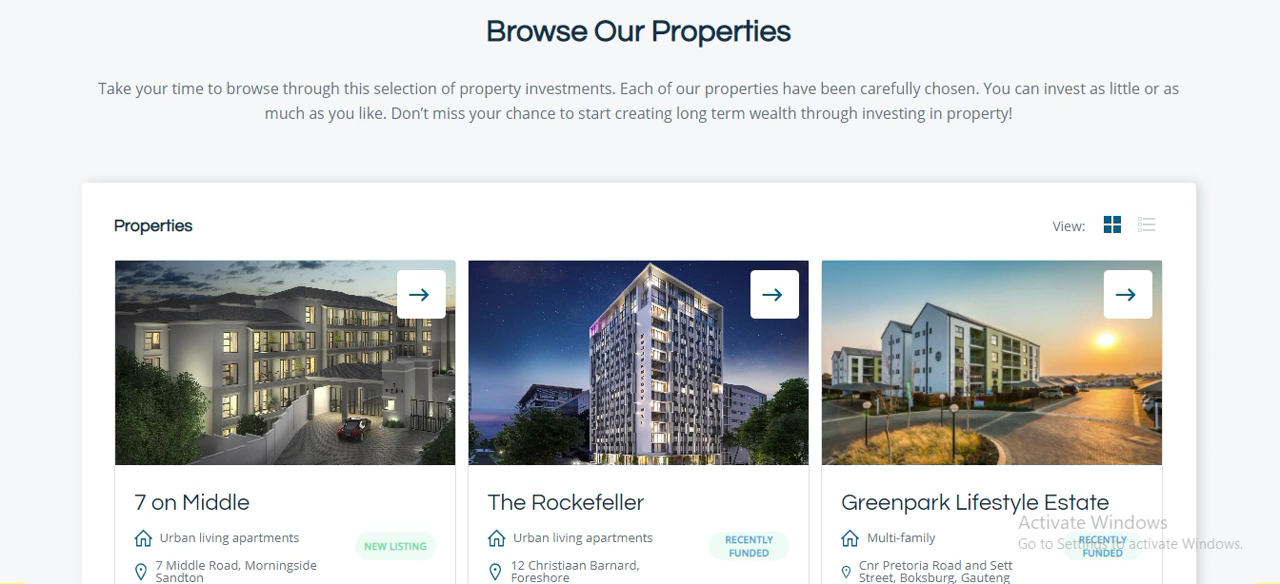 Browse Our Properties
Take your time to browse through this selection of property investments. Each of our properties have been carefully chosen. You can invest as little or as
much as you like. Don’t miss your chance to start creating long term wealth through investing in property!
Properties
View:
7 on Middle
Urban living apartments
NEW LISTING
7 Middle Road, Morningside
Sandton
The Rockefeller
Urban living apartments
RECENTLY
FUNDED
12 Christiaan Barnard,
Foreshore
Greenpark Lifestyle Estate
Multi-family
RECENTLY
FUNDED
Cnr Pretoria Road and Sett
Street, Boksburg, Gauteng
Activate Windows
Go to Settings to activate Windows.